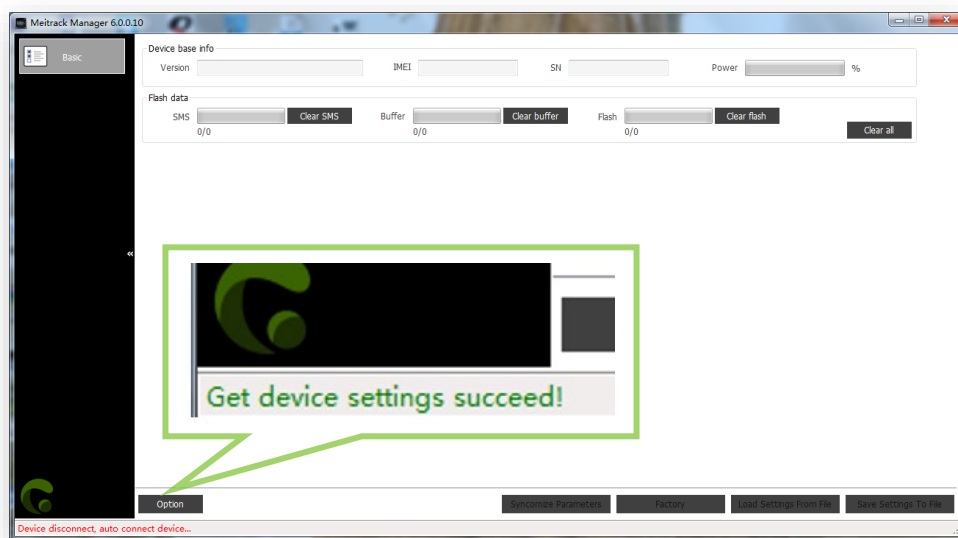 Meitrack Manager 6.0.0.10
Basic
Device base info
Version IMEI SN Power %
Flash data
SMS Clear SMS Buffer Clear buffer Flash Clear flash
0/0 0/0 0/0 Clear all
«
Get device settings succeed!
Option Syncornize Parameters Factory Load Settings From File Save Settings To File
Device disconnect, auto connect device...